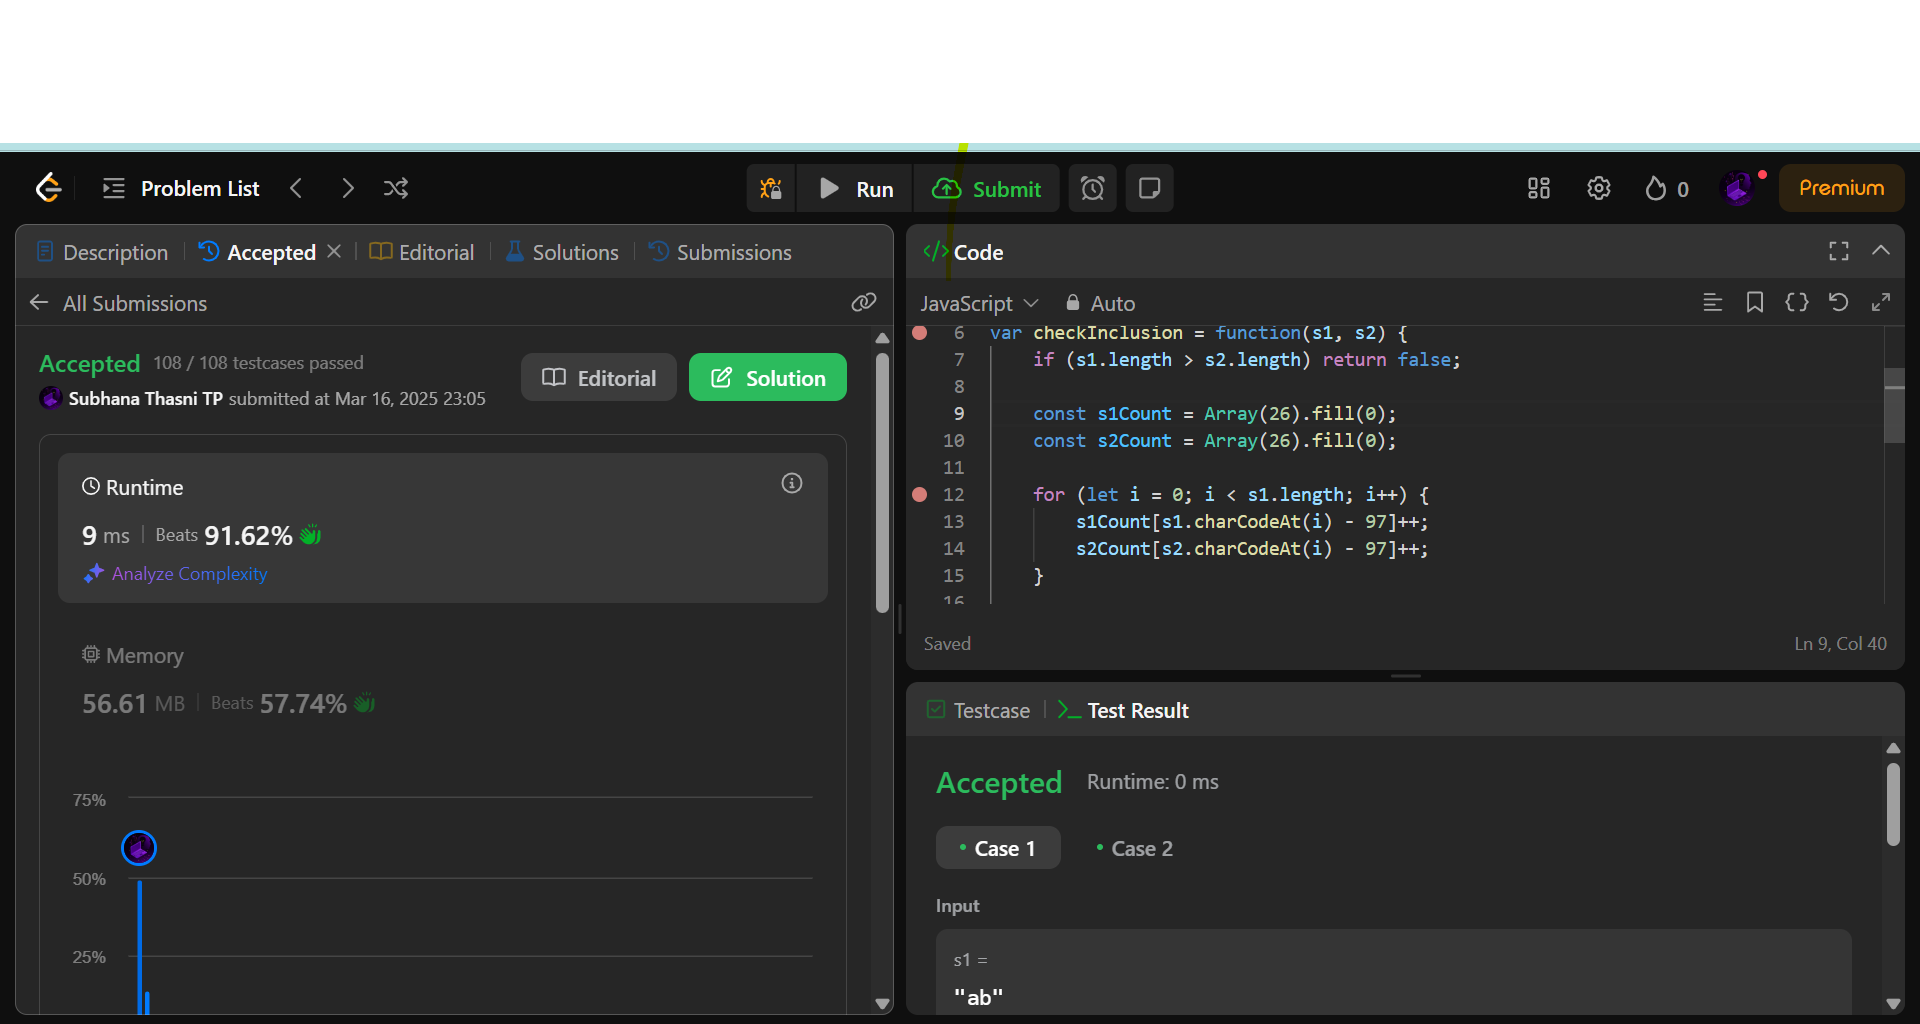 Problem List
Run
Submit
0
Premium
Description
Accepted
Editorial
Solutions
Submissions
All Submissions
Accepted 108 / 108 testcases passed
Subhana Thasni TP submitted at Mar 16, 2025 23:05
Editorial
Solution
Runtime
9 ms Beats 91.62%
Analyze Complexity
Memory
56.61 MB Beats 57.74%
75%
50%
25%
</> Code
JavaScript
Auto
6 var checkInclusion = function(s1, s2) {
7 if (s1.length > s2.length) return false;
8
9 const s1Count = Array(26).fill(0);
10 const s2Count = Array(26).fill(0);
11
12 for (let i = 0; i < s1.length; i++) {
13 s1Count[s1.charCodeAt(i) - 97]++;
14 s2Count[s2.charCodeAt(i) - 97]++;
15 }
16
Saved
Ln 9, Col 40
Testcase
Test Result
Accepted Runtime: 0 ms
Case 1
Case 2
Input
s1 =
"ab"